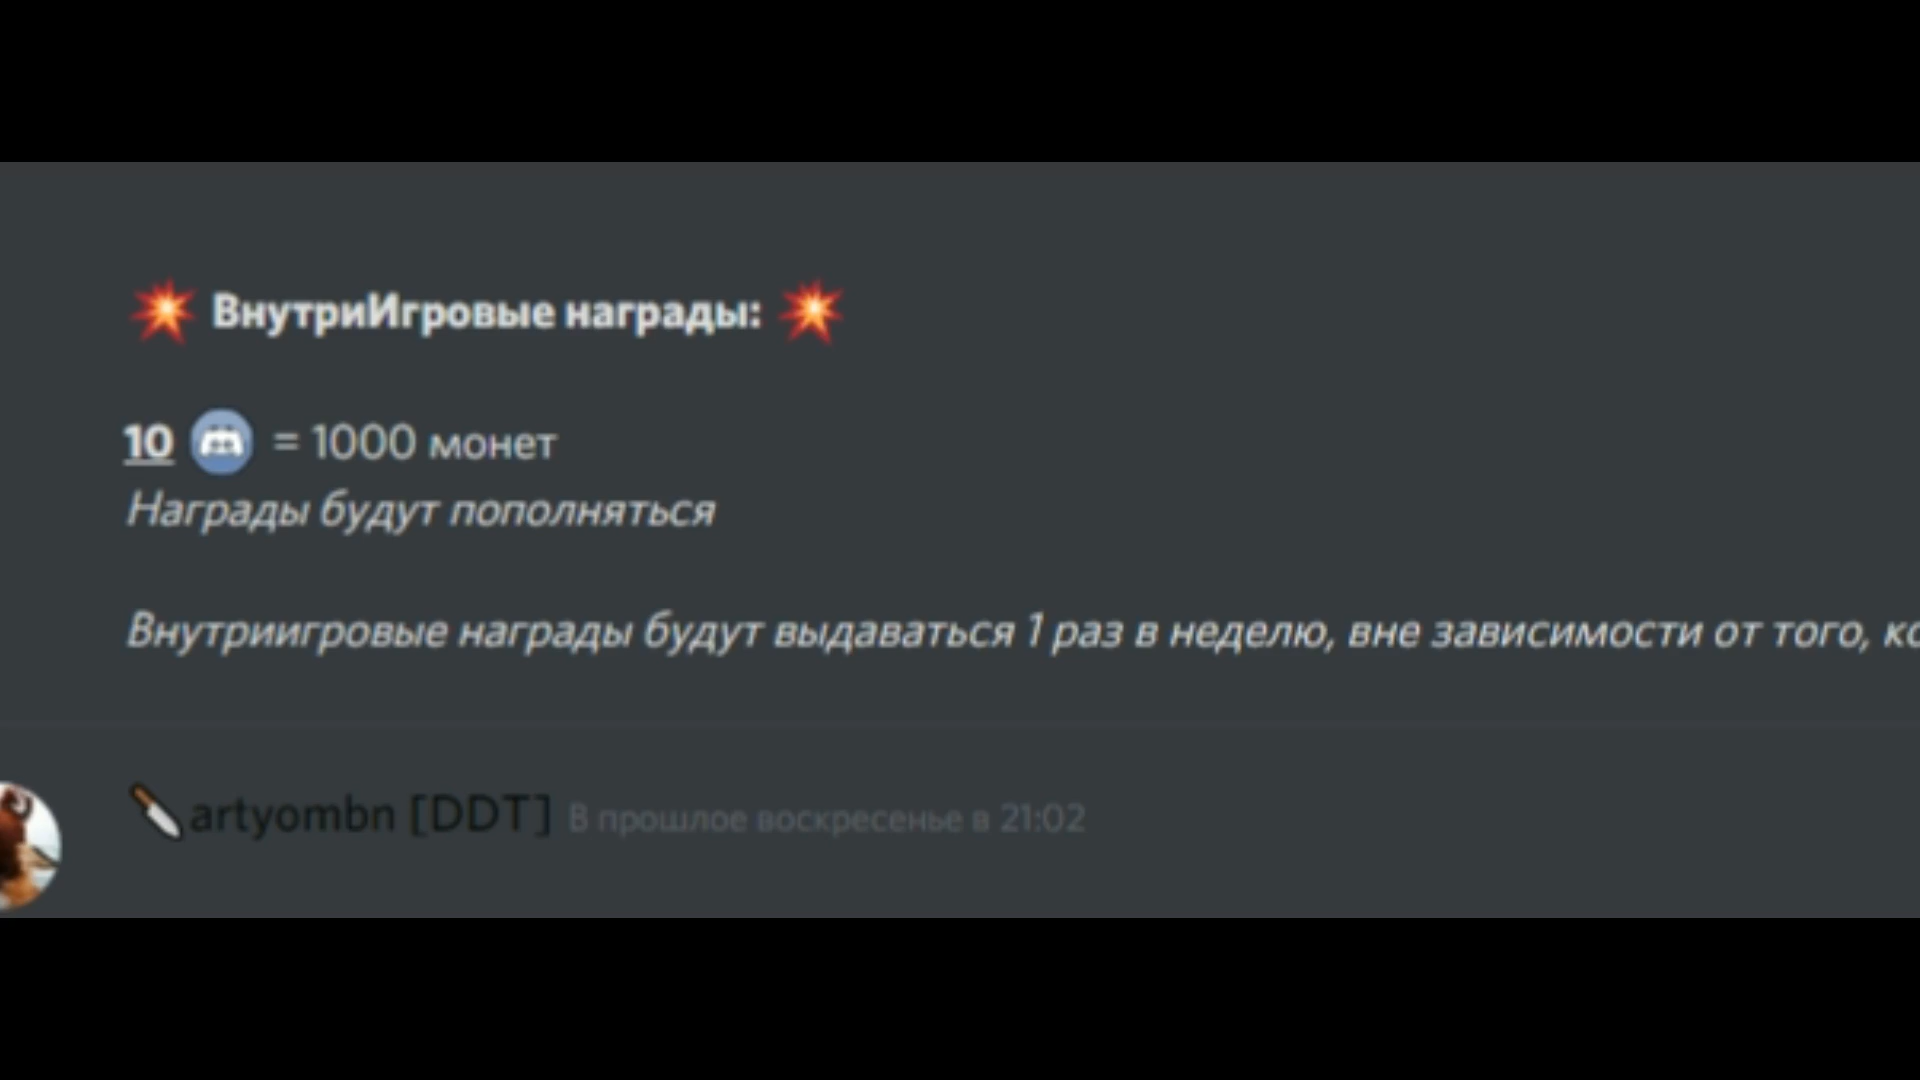 💥 ВнутриИгровые награды: 💥
10 = 1000 монет
Награды будут пополняться
Внутриигровые награды будут выдаваться 1 раз в неделю, вне зависимости от того,
🔪artyombn [DDT] В прошлое воскресенье в 21:02